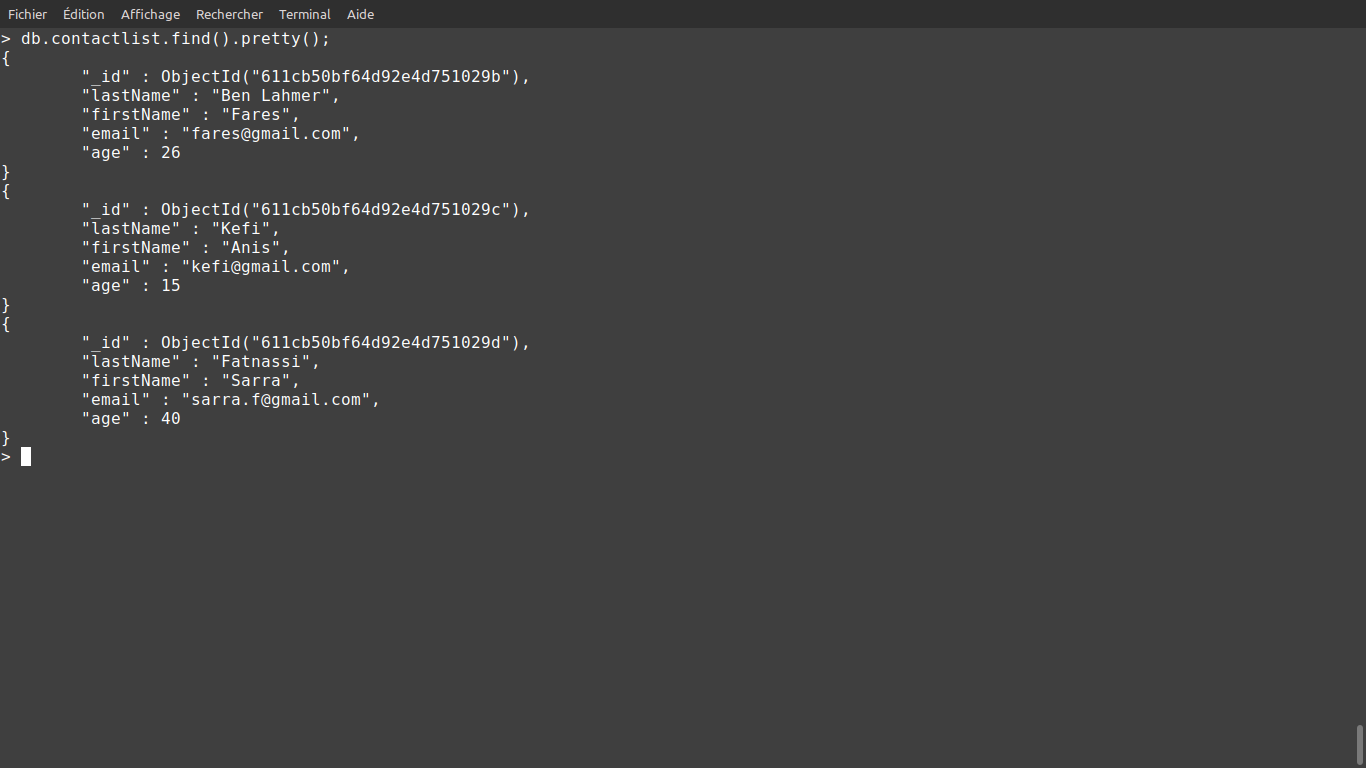 Fichier Édition Affichage Rechercher Terminal Aide
> db.contactlist.find().pretty();
{
"_id" : ObjectId("611cb50bf64d92e4d751029b"),
"lastName" : "Ben Lahmer",
"firstName" : "Fares",
"email" : "fares@gmail.com",
"age" : 26
}
{
"_id" : ObjectId("611cb50bf64d92e4d751029c"),
"lastName" : "Kefi",
"firstName" : "Anis",
"email" : "kefi@gmail.com",
"age" : 15
}
{
"_id" : ObjectId("611cb50bf64d92e4d751029d"),
"lastName" : "Fatnassi",
"firstName" : "Sarra",
"email" : "sarra.f@gmail.com",
"age" : 40
}
>